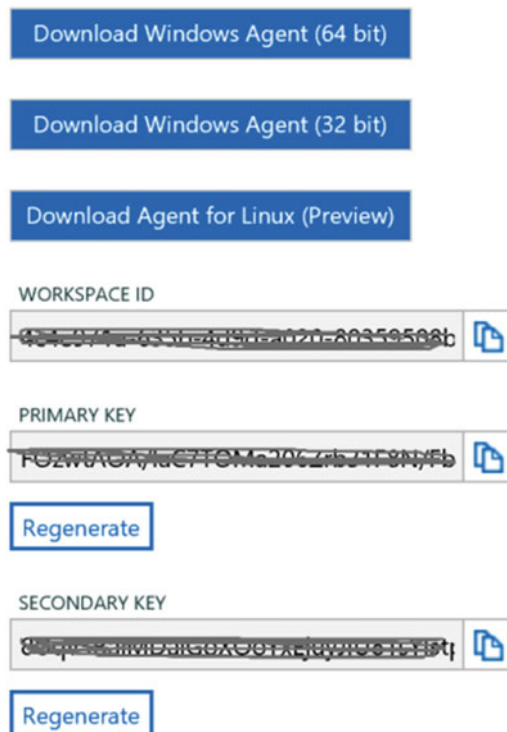 Download Windows Agent (64 bit)
Download Windows Agent (32 bit)
Download Agent for Linux (Preview)
WORKSPACE ID
PRIMARY KEY
Regenerate
SECONDARY KEY
Regenerate